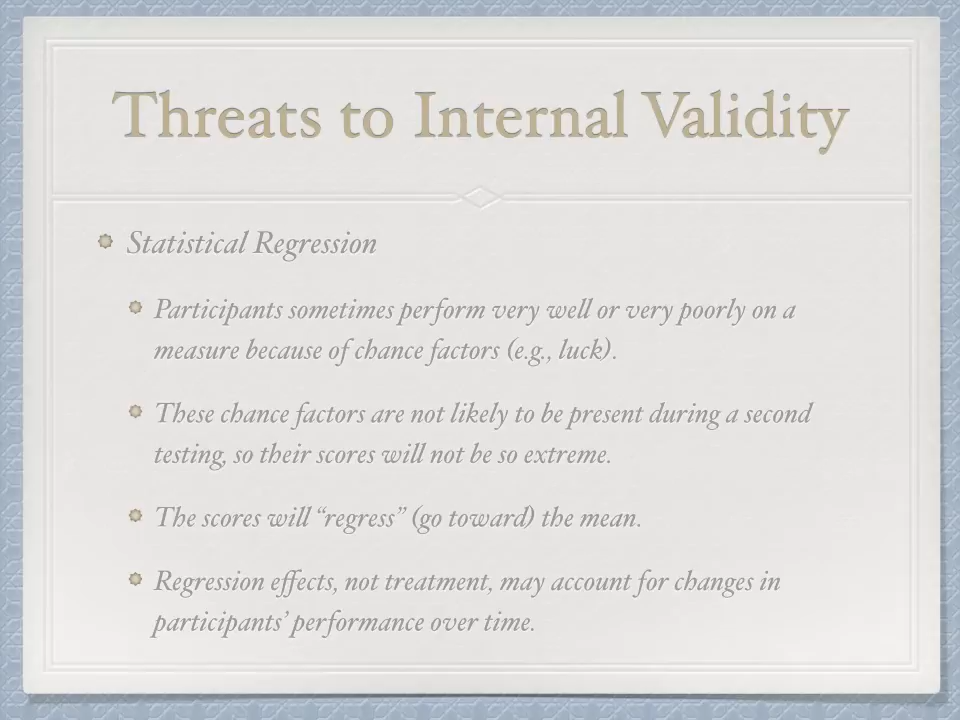 Threats to Internal Validity
Statistical Regression
Participants sometimes perform very well or very poorly on a
measure because of chance factors (e.g., luck).
These chance factors are not likely to be present during a second
testing, so their scores will not be so extreme.
The scores will “regress” (go toward) the mean.
Regression effects, not treatment, may account for changes in
participants’ performance over time.